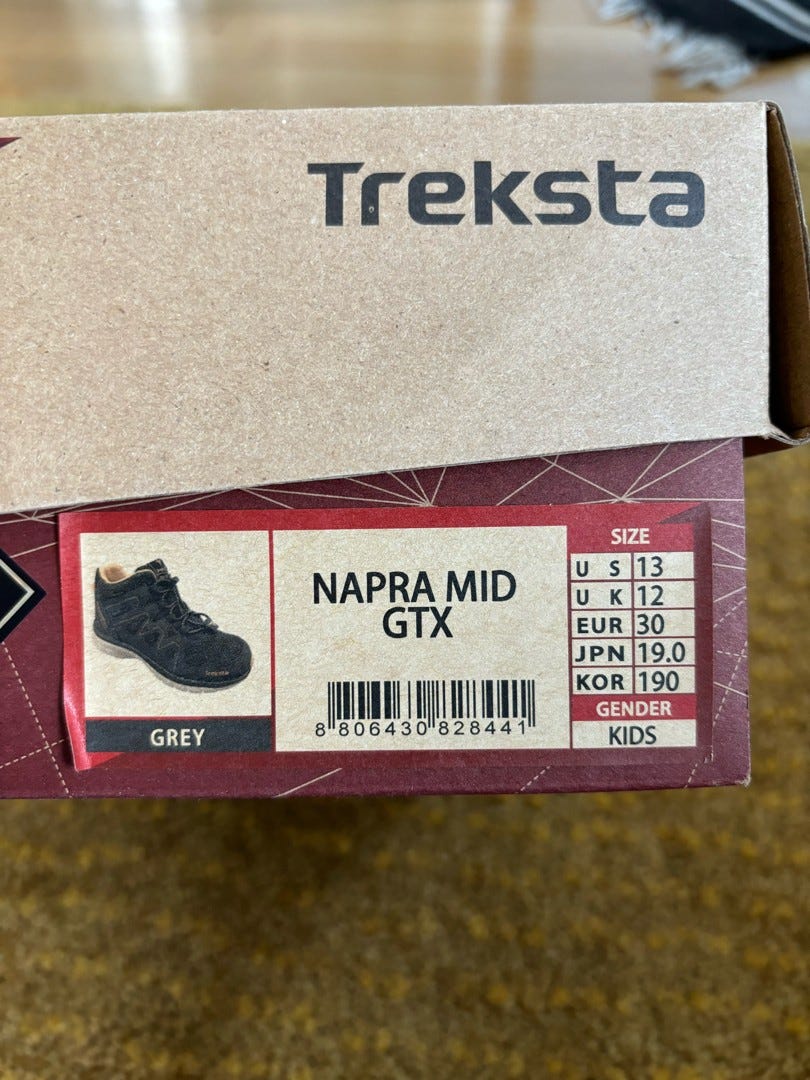 Treksta
NAPRA MID
GTX
8 806430 828441
GREY
SIZE
U S 13
U K 12
EUR 30
JPN 19.0
KOR 190
GENDER
KIDS